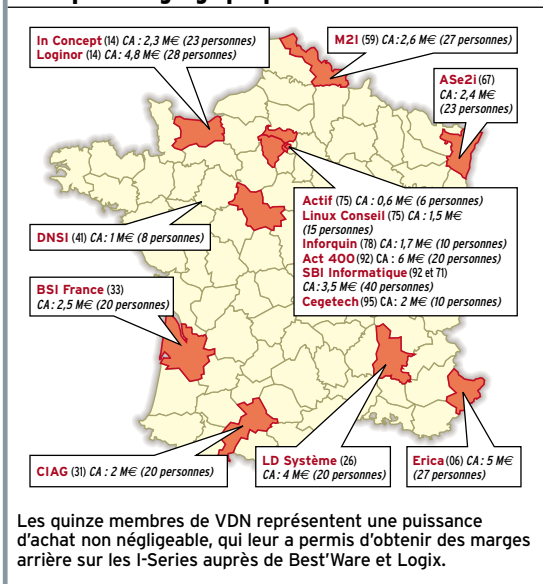 In Concept (14) CA : 2,3 M€ (23 personnes)
Loginor (14) CA : 4,8 M€ (28 personnes)
M2I (59) CA : 2,6 M€ (27 personnes)
ASe2i (67)
CA : 2,4 M€
(23 personnes)
Actif (75) CA : 0,6 M€ (6 personnes)
Linux Conseil (75) CA : 1,5 M€
(15 personnes)
Inforquin (78) CA : 1,7 M€ (10 personnes)
Act 400 (92) CA : 6 M€ (20 personnes)
SBI Informatique (92 et 71)
CA : 3,5 M€ (40 personnes)
Cegetech (95) CA : 2 M€ (10 personnes)
DNSI (41) CA : 1 M€ (8 personnes)
BSI France (33)
CA : 2,5 M€ (20 personnes)
CIAG (31) CA : 2 M€ (20 personnes)
LD Système (26)
CA : 4 M€ (20 personnes)
Erica (06) CA : 5 M€
(27 personnes)
Les quinze membres de VDN représentent une puissance
d'achat non négligeable, qui leur a permis d'obtenir des marges
arrière sur les I-Series auprès de Best'Ware et Logix.